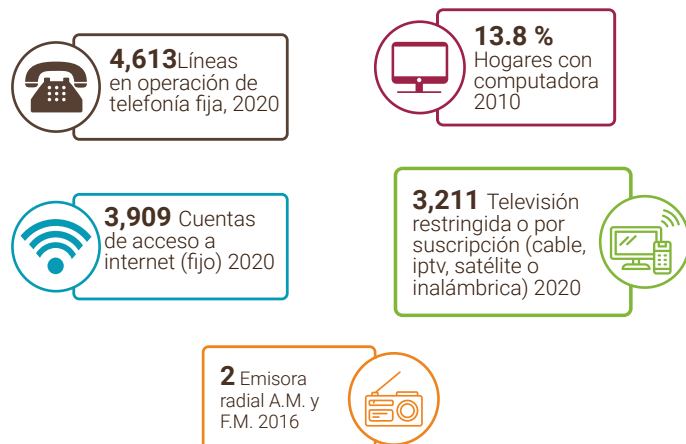 4,613Líneas
en operación de
telefonía fija, 2020
13.8 %
Hogares con
computadora
2010
3,909 Cuentas
de acceso a
internet (fijo) 2020
3,211 Televisión
restringida o por
suscripción (cable,
iptv, satélite o
inalámbrica) 2020
2 Emisora
radial A.M. y
F.M. 2016